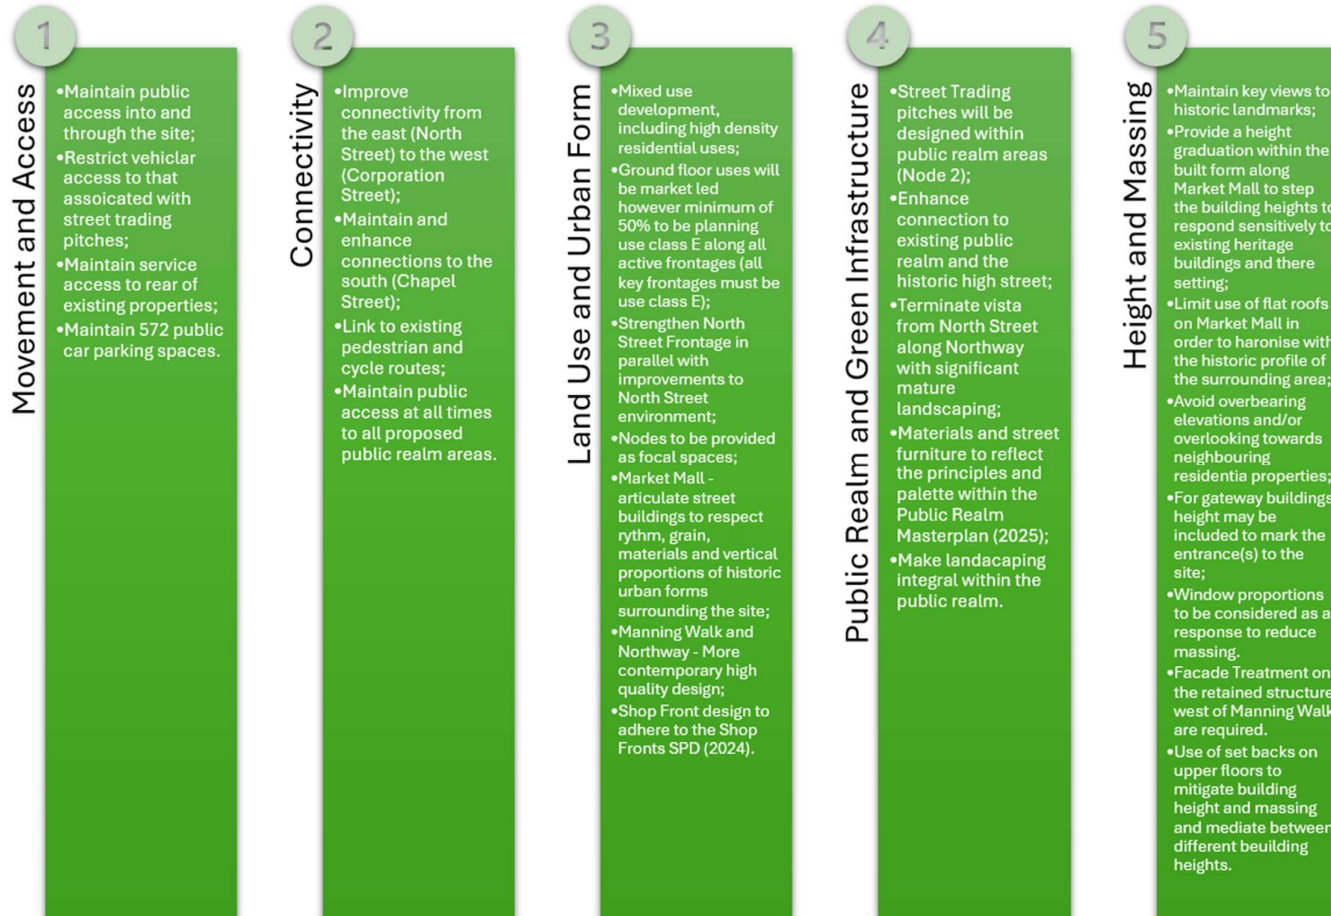 1
Movement and Access
•Maintain public
access into and
through the site;
•Restrict vehiclar
access to that
assoicated with
street trading
pitches;
•Maintain service
access to rear of
existing properties;
•Maintain 572 public
car parking spaces.
2
Connectivity
•Improve
connectivity from
the east (North
Street) to the west
(Corporation
Street);
•Maintain and
enhance
connections to the
south (Chapel
Street);
•Link to existing
pedestrian and
cycle routes;
•Maintain public
access at all times
to all proposed
public realm areas.
3
Land Use and Urban Form
•Mixed use
development,
including high density
residential uses;
•Ground floor uses will
be market led
however minimum of
50% to be planning
use class E along all
active frontages (all
key frontages must be
use class E);
•Strengthen North
Street Frontage in
parallel with
improvements to
North Street
environment;
•Nodes to be provided
as focal spaces;
•Market Mall -
articulate street
buildings to respect
rythm, grain,
materials and vertical
proportions of historic
urban forms
surrounding the site;
•Manning Walk and
Northway - More
contemporary high
quality design;
•Shop Front design to
adhere to the Shop
Fronts SPD (2024).
4
Public Realm and Green Infrastructure
•Street Trading
pitches will be
designed within
public realm areas
(Node 2);
•Enhance
connection to
existing public
realm and the
historic high street;
•Terminate vista
from North Street
along Northway
with significant
mature
landscaping;
•Materials and street
furniture to reflect
the principles and
palette within the
Public Realm
Masterplan (2025);
•Make landacaping
integral within the
public realm.
5
Height and Massing
•Maintain key views to
historic landmarks;
•Provide a height
graduation within the
built form along
Market Mall to step
the building heights to
respond sensitively to
existing heritage
buildings and there
setting;
•Limit use of flat roofs
on Market Mall in
order to haronise with
the historic profile of
the surrounding area;
•Avoid overbearing
elevations and/or
overlooking towards
neighbouring
residentia properties;
•For gateway buildings
height may be
included to mark the
entrance(s) to the
site;
•Window proportions
to be considered as a
response to reduce
massing.
•Facade Treatment on
the retained structure
west of Manning Walk
are required.
•Use of set backs on
upper floors to
mitigate building
height and massing
and mediate between
different beuilding
heights.